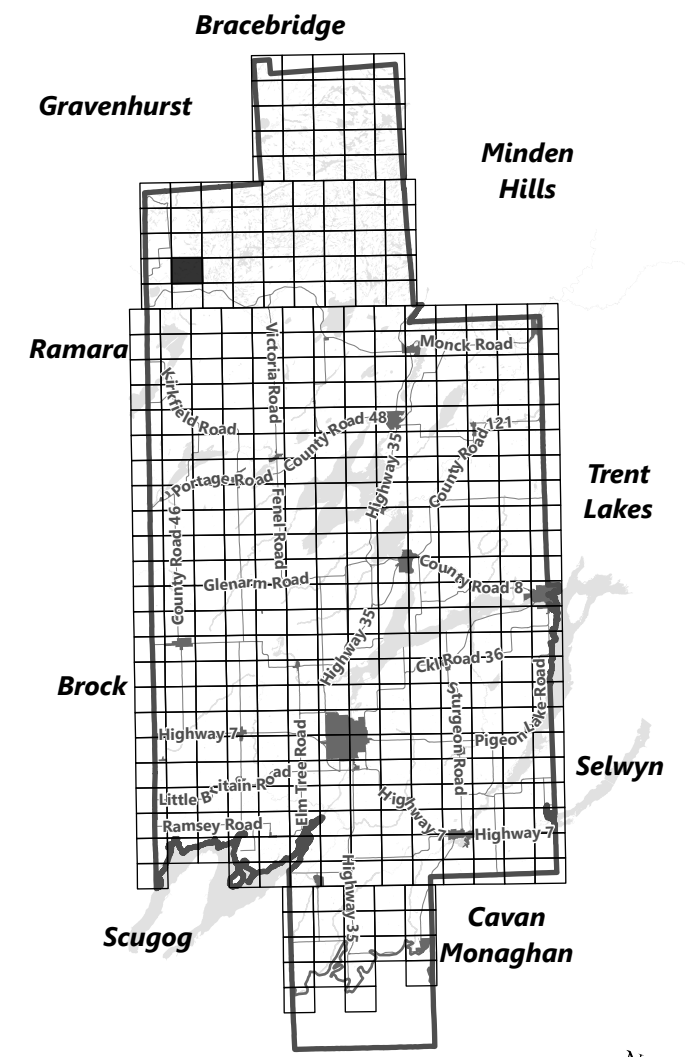 Bracebridge
Gravenhurst
Minden
Hills
Ramara
Monck Road
Victoria Road
Kirkfield Road
County Road 48
County Road 121
Highway 35
Portage Road
Trent
Lakes
County Road 46
Fenel Road
Glenarm Road
County Road 8
Highway 35
Ckl Road 36
Brock
Sturgeon Road
Pigeon Lake Road
Highway 7
Elm Tree Road
Selwyn
Little Britain Road
Highway 7
Ramsey Road
Highway 7
Highway 35
Scugog
Cavan
Monaghan
N